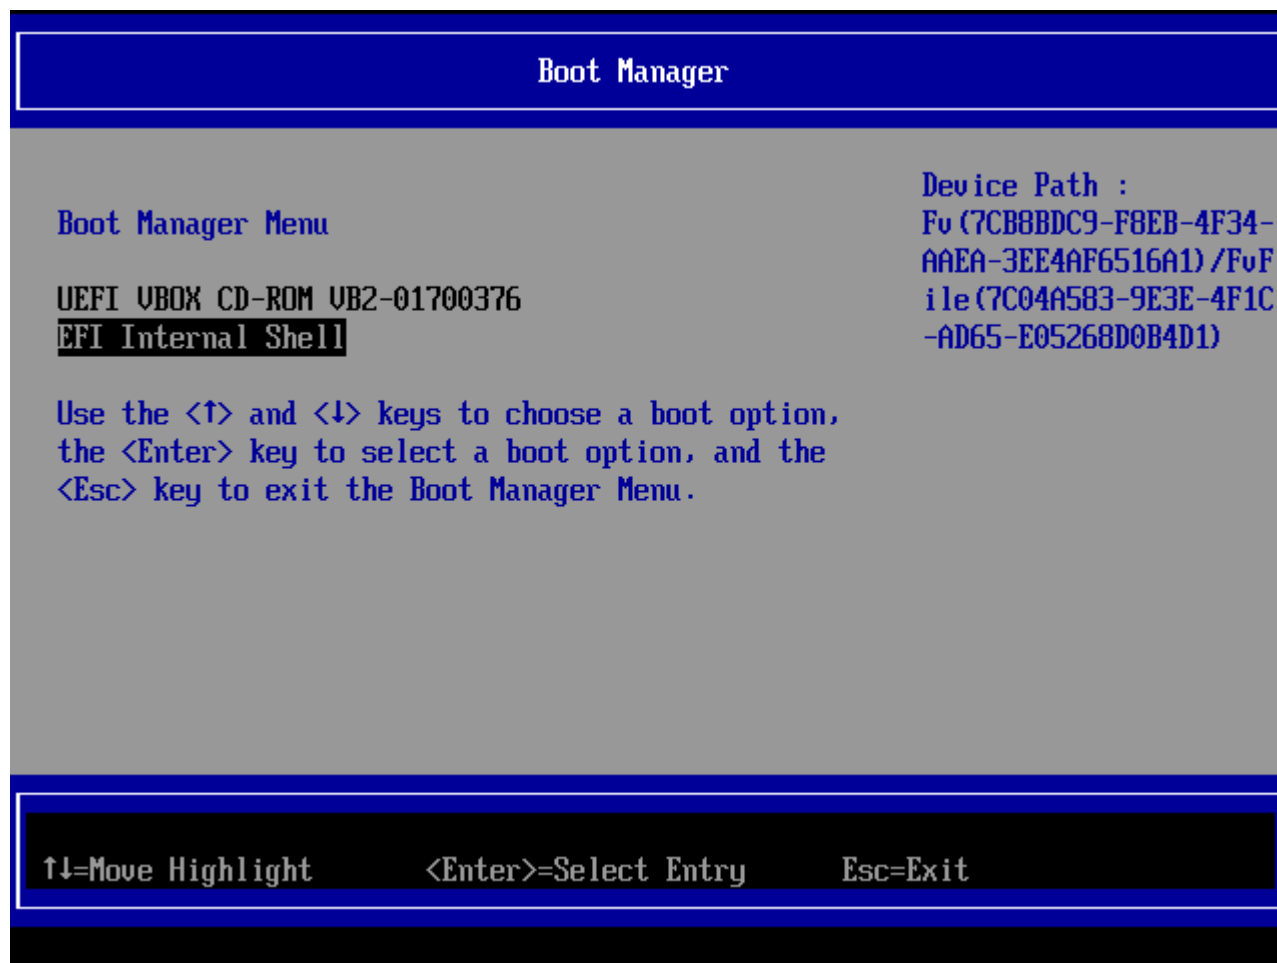 Boot Manager
Boot Manager Menu
UEFI VBOX CD-ROM VB2-01700376
EFI Internal Shell
Use the <↑> and <↓> keys to choose a boot option,
the <Enter> key to select a boot option, and the
<Esc> key to exit the Boot Manager Menu.
Device Path :
Fv(7CB8BDC9-F8EB-4F34-
AAEA-3EE4AF6516A1)/FvF
ile(7C04A583-9E3E-4F1C
-AD65-E05268D0B4D1)
↑↓=Move Highlight <Enter>=Select Entry Esc=Exit